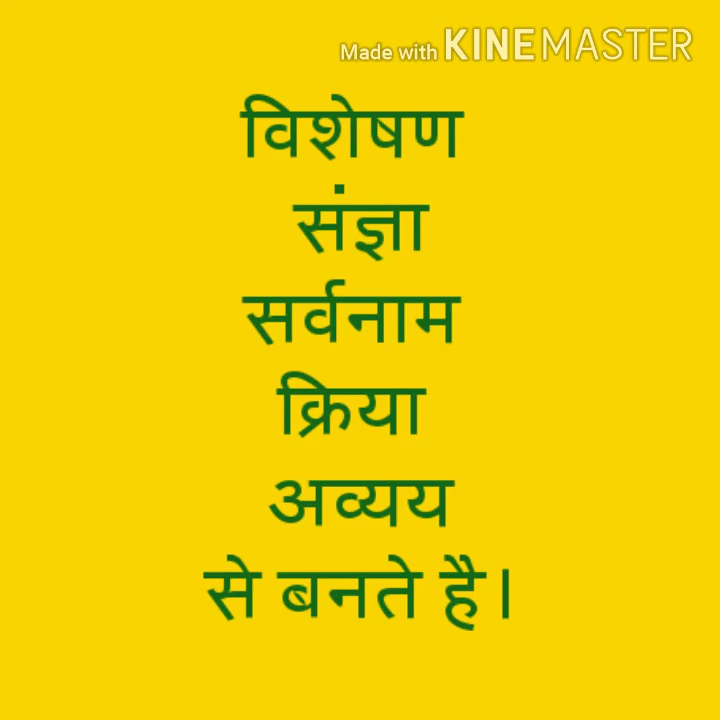 Made with KINEMASTER
विशेषण
संज्ञा
सर्वनाम
क्रिया
अव्यय
से बनते है।